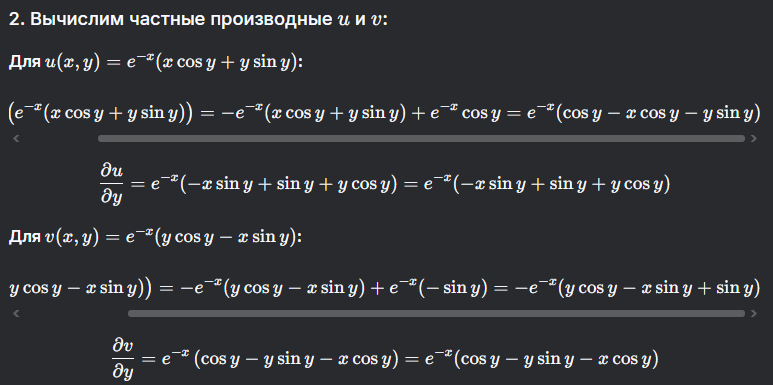 2. Вычислим частные производные u и v:
Для u(x, y) = e^{-x}(x cos y + y sin y):
(e^{-x}(x cos y + y sin y)) = −e^{-x}(x cos y + y sin y) + e^{-x} cos y = e^{-x}(cos y − x cos y − y sin y)
∂u/∂y = e^{-x}(−x sin y + sin y + y cos y) = e^{-x}(−x sin y + sin y + y cos y)
Для v(x, y) = e^{-x}(y cos y − x sin y):
y cos y − x sin y)) = −e^{-x}(y cos y − x sin y) + e^{-x}(− sin y) = −e^{-x}(y cos y − x sin y + sin y)
∂v/∂y = e^{-x} (cos y − y sin y − x cos y) = e^{-x}(cos y − y sin y − x cos y)